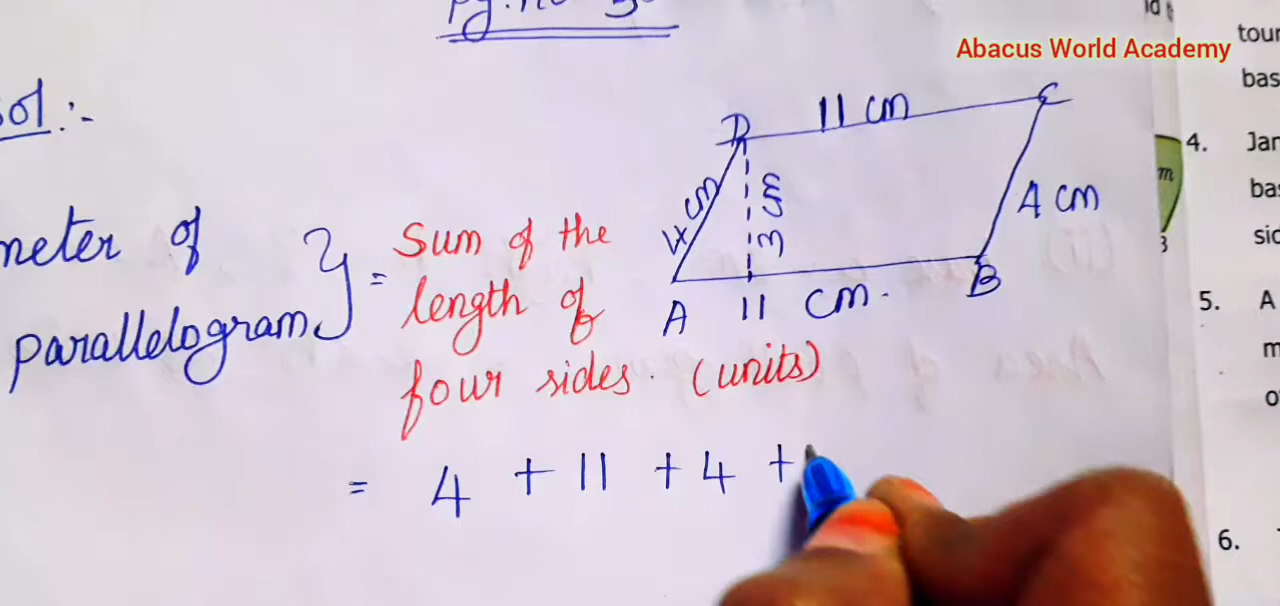 Abacus World Academy
sol :-
D 11 cm C
4 cm
3 cm
4 cm
A 11 cm. B
meter of parallelogram } = Sum of the
length of
four sides. (units)
= 4 + 11 + 4 +
4.
5. A
6.
m
3